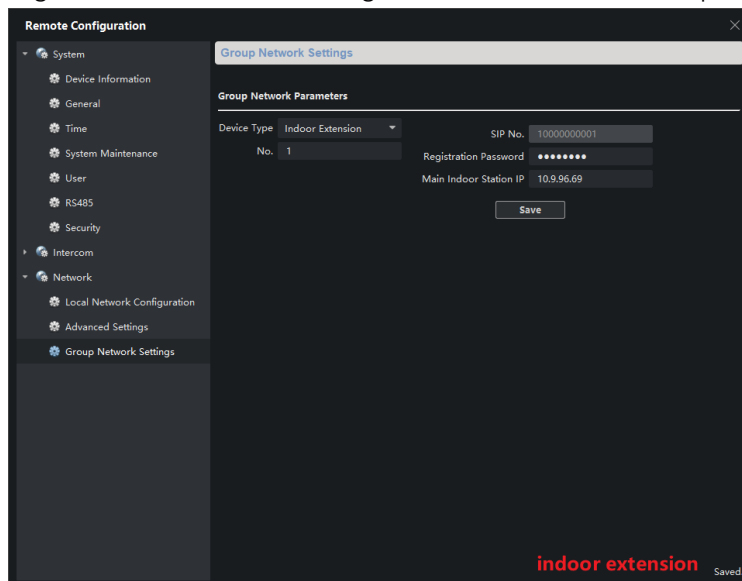 Remote Configuration
System
Device Information
General
Time
System Maintenance
User
RS485
Security
Intercom
Network
Local Network Configuration
Advanced Settings
Group Network Settings
Group Network Settings
Group Network Parameters
Device Type Indoor Extension
No. 1
SIP No. 10000000001
Registration Password ●●●●●●●●
Main Indoor Station IP 10.9.96.69
Save
indoor extension
Saved